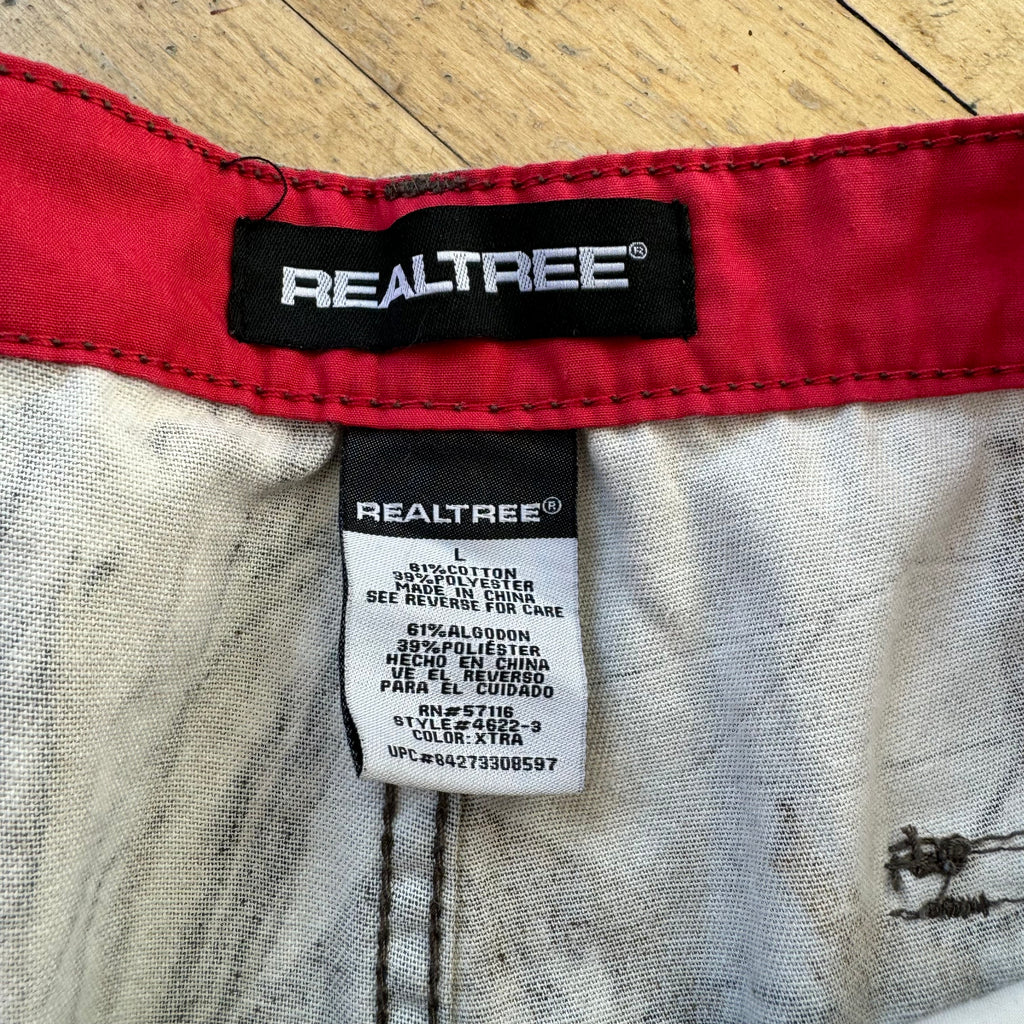 REALTREE®
REALTREE®
L
61%COTTON
39%POLYESTER
MADE IN CHINA
SEE REVERSE FOR CARE
61%ALGODON
39%POLIÉSTER
HECHO EN CHINA
VE EL REVERSO
PARA EL CUIDADO
RN#57116
STYLE#4622-3
COLOR:XTRA
UPC#84273308597